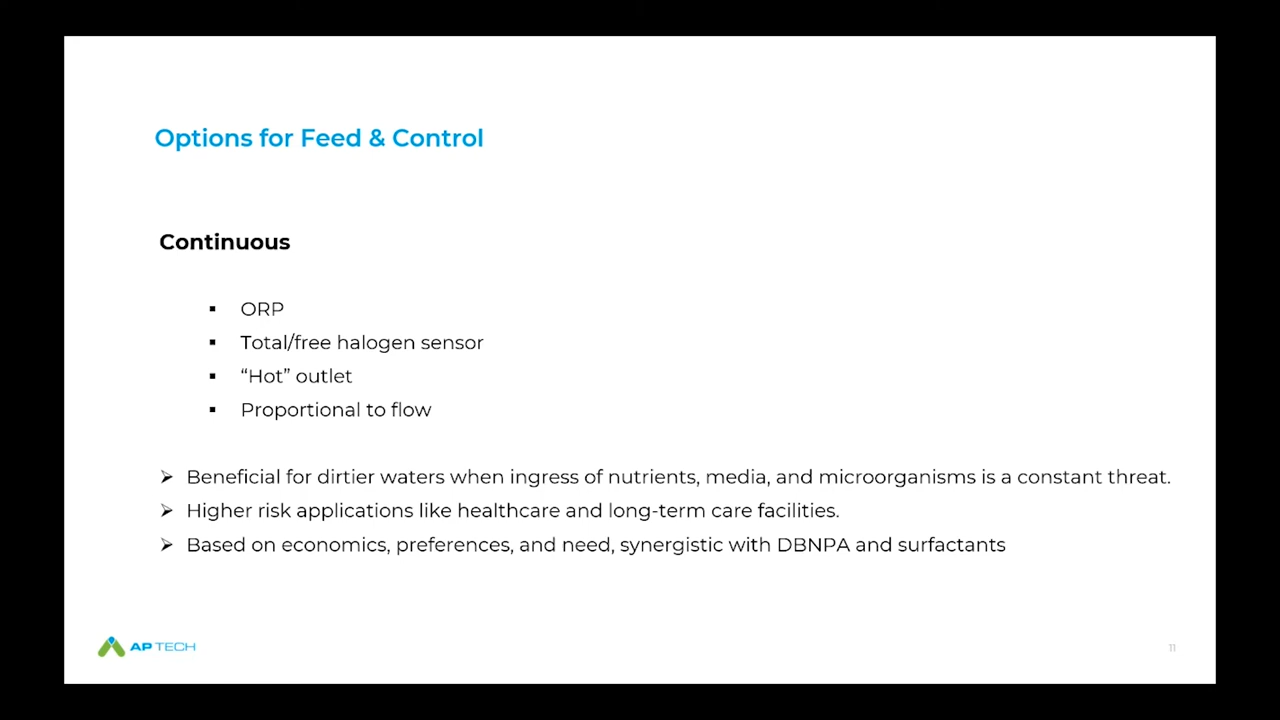 Options for Feed & Control
Continuous
▪ ORP
▪ Total/free halogen sensor
▪ “Hot” outlet
▪ Proportional to flow
➢ Beneficial for dirtier waters when ingress of nutrients, media, and microorganisms is a constant threat.
➢ Higher risk applications like healthcare and long-term care facilities.
➢ Based on economics, preferences, and need, synergistic with DBNPA and surfactants
AP TECH
11